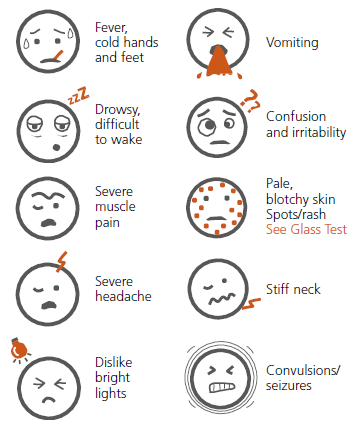 Fever,
cold hands
and feet
Vomiting
zzZ
Drowsy,
difficult
to wake
??
Confusion
and irritability
Severe
muscle
pain
Pale,
blotchy skin
Spots/rash
See Glass Test
Severe
headache
Stiff neck
Dislike
bright
lights
Convulsions/
seizures